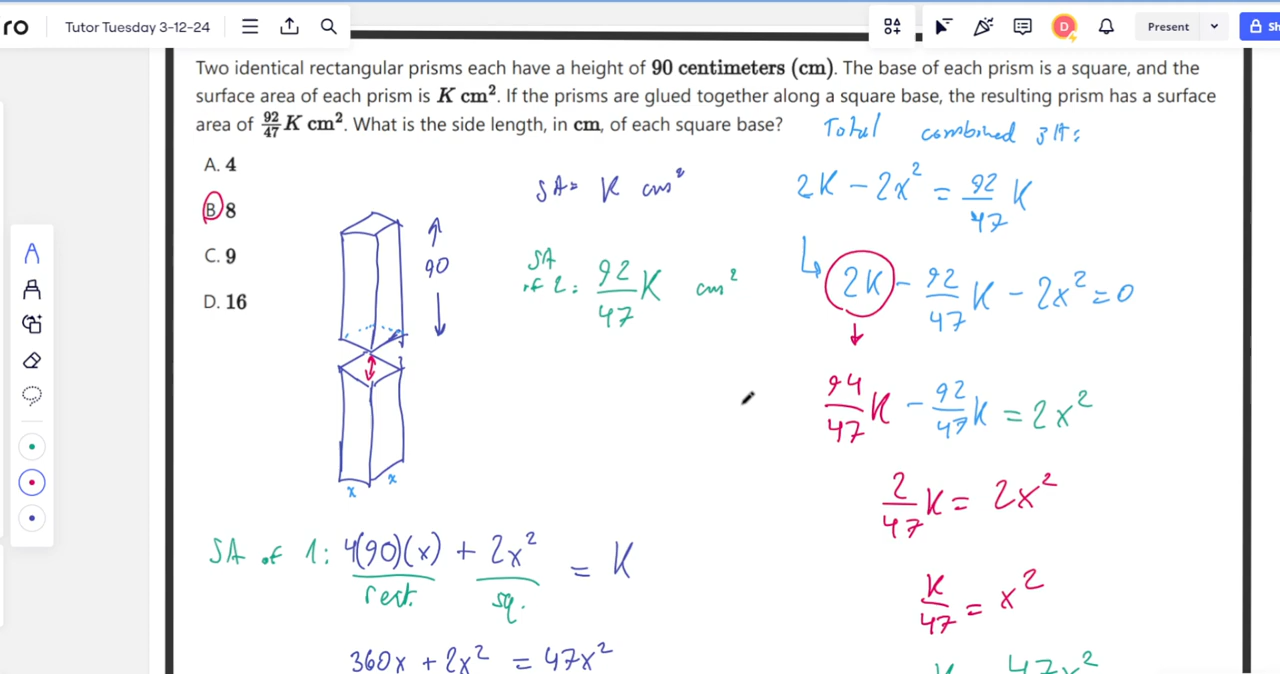 ro Tutor Tuesday 3-12-24 D Present Sh
Two identical rectangular prisms each have a height of 90 centimeters (cm). The base of each prism is a square, and the
surface area of each prism is K cm². If the prisms are glued together along a square base, the resulting prism has a surface
area of 92/47 K cm². What is the side length, in cm, of each square base?
Total combined SA:
A. 4
B. 8
C. 9
D. 16
90
x x
SA = K cm²
SA of 2: 92/47 K cm²
2K - 2x² = 92/47 K
2K - 92/47 K - 2x² = 0
94/47 K - 92/47 K = 2x²
2/47 K = 2x²
K/47 = x²
K 47x²
SA of 1: 4(90)(x) + 2x² = K
rect. sq.
360x + 2x² = 47x²